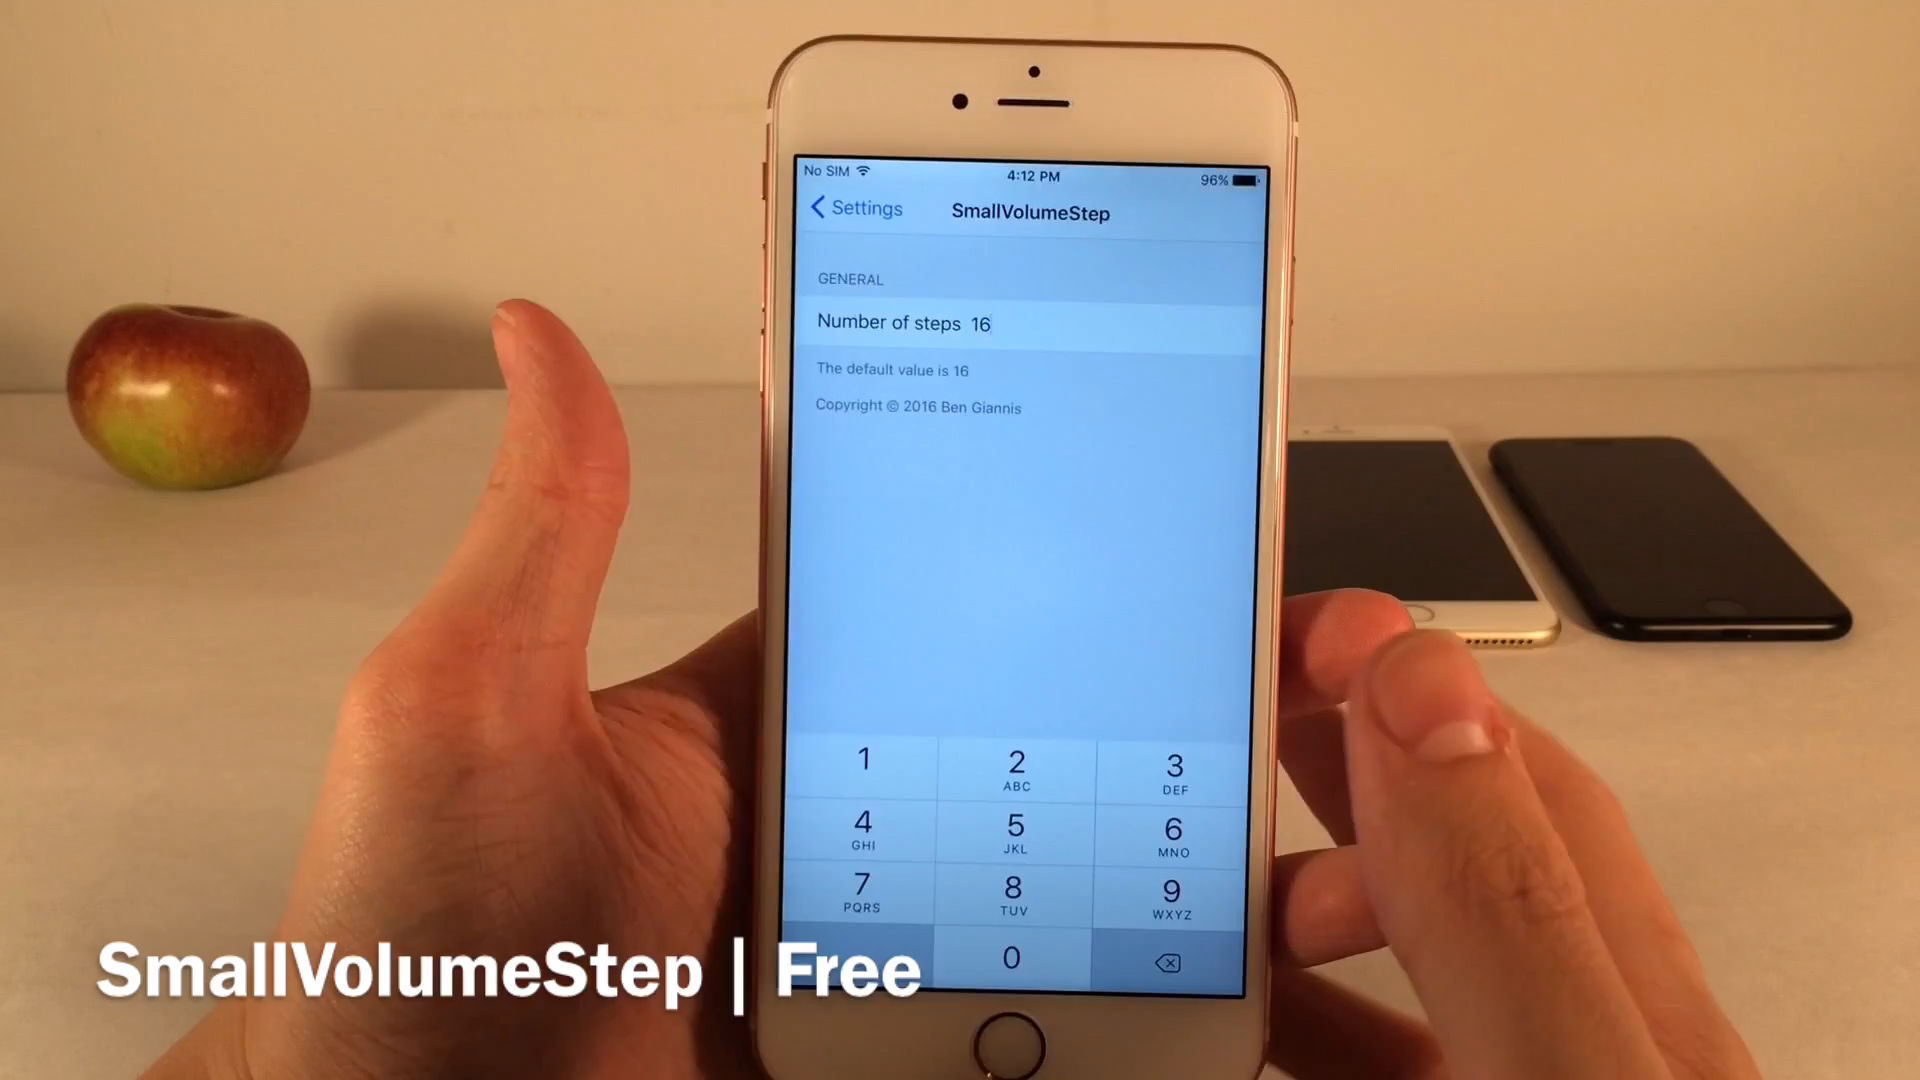 No SIM
4:12 PM
96%
Settings
SmallVolumeStep
GENERAL
Number of steps 16
The default value is 16
Copyright © 2016 Ben Giannis
1
2
ABC
3
DEF
4
GHI
5
JKL
6
MNO
7
PQRS
8
TUV
9
WXYZ
0
SmallVolumeStep | Free